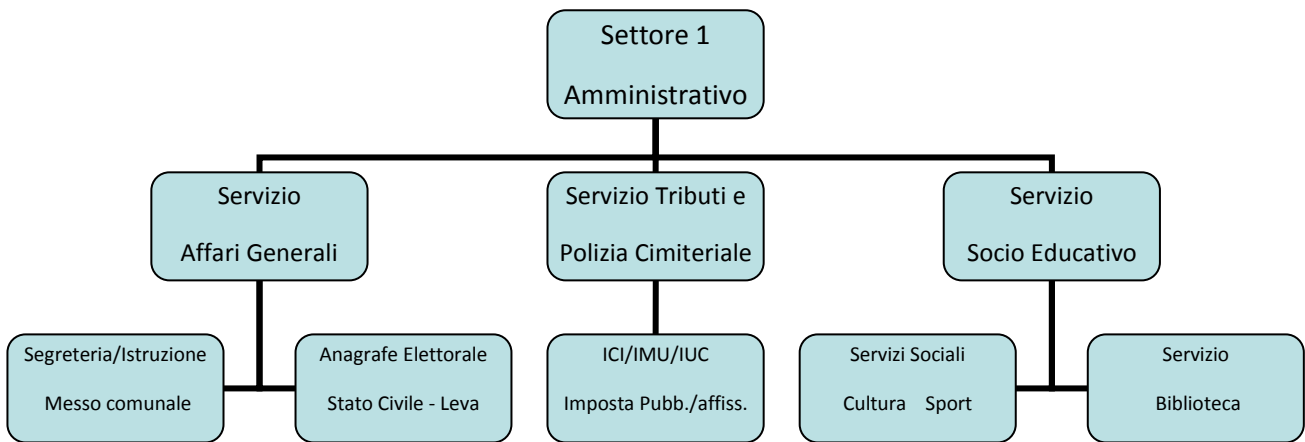 Settore 1
Amministrativo
Servizio
Affari Generali
Servizio Tributi e
Polizia Cimiteriale
Servizio
Socio Educativo
Segreteria/Istruzione
Messo comunale
Anagrafe Elettorale
Stato Civile - Leva
ICI/IMU/IUC
Imposta Pubb./affiss.
Servizi Sociali
Cultura Sport
Servizio
Biblioteca